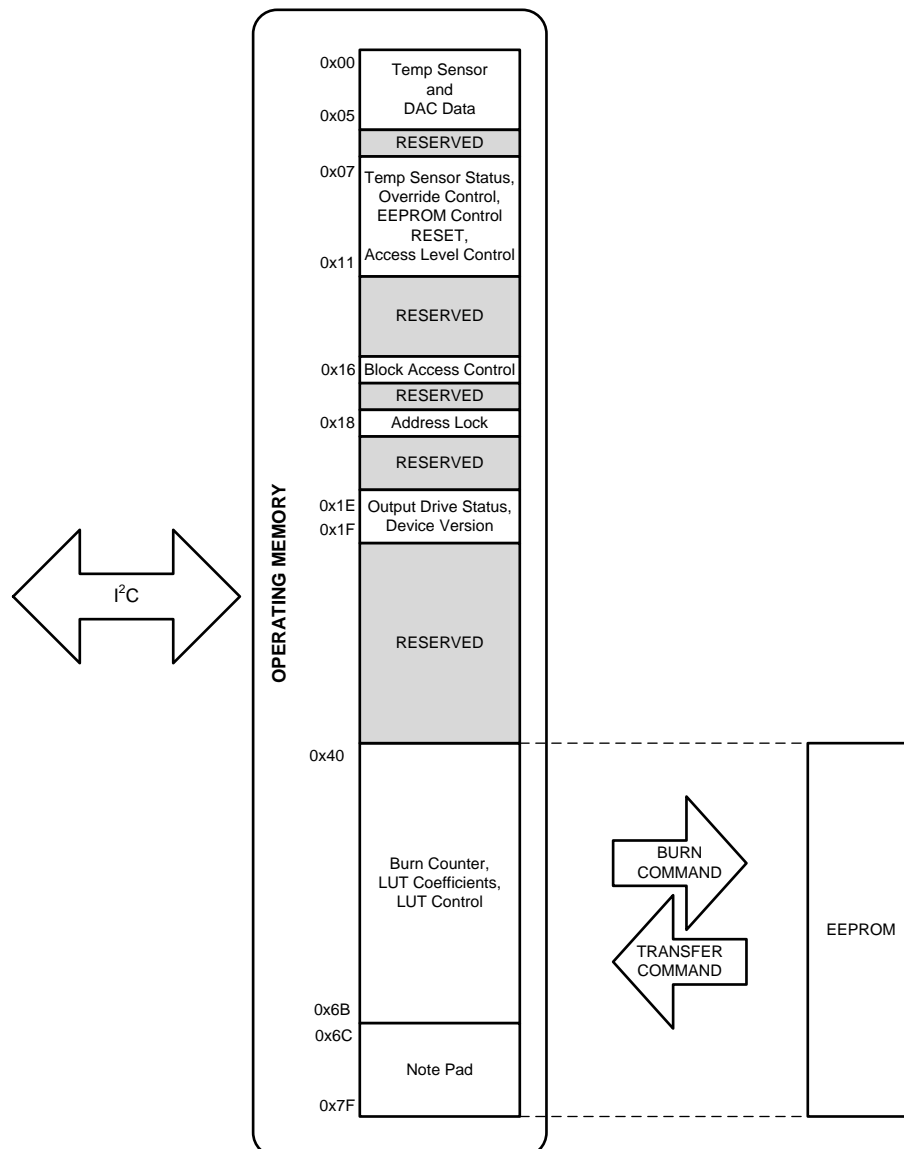 0x00
Temp Sensor
and
DAC Data
0x05
RESERVED
0x07
Temp Sensor Status,
Override Control,
EEPROM Control
RESET,
Access Level Control
0x11
RESERVED
0x16 Block Access Control
RESERVED
0x18 Address Lock
RESERVED
0x1E Output Drive Status,
0x1F Device Version
OPERATING MEMORY
I²C
RESERVED
0x40
Burn Counter,
LUT Coefficients,
LUT Control
0x6B
0x6C
Note Pad
0x7F
BURN
COMMAND
TRANSFER
COMMAND
EEPROM